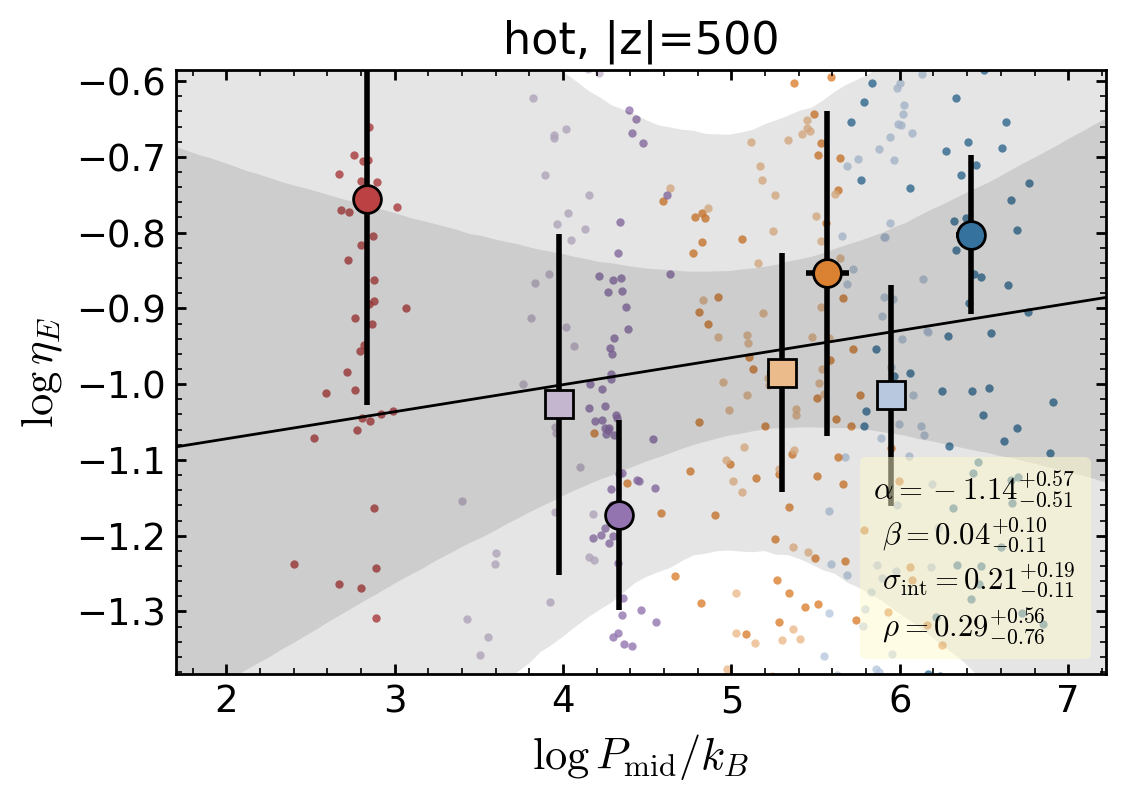 hot, |z|=500
−0.6
−0.7
−0.8
−0.9
−1.0
−1.1
−1.2
−1.3
log η_E
α = − 1.14^{+0.57}_{−0.51}
β = 0.04^{+0.10}_{−0.11}
σ_int = 0.21^{+0.19}_{−0.11}
ρ = 0.29^{+0.56}_{−0.76}
2 3 4 5 6 7
log P_mid/k_B